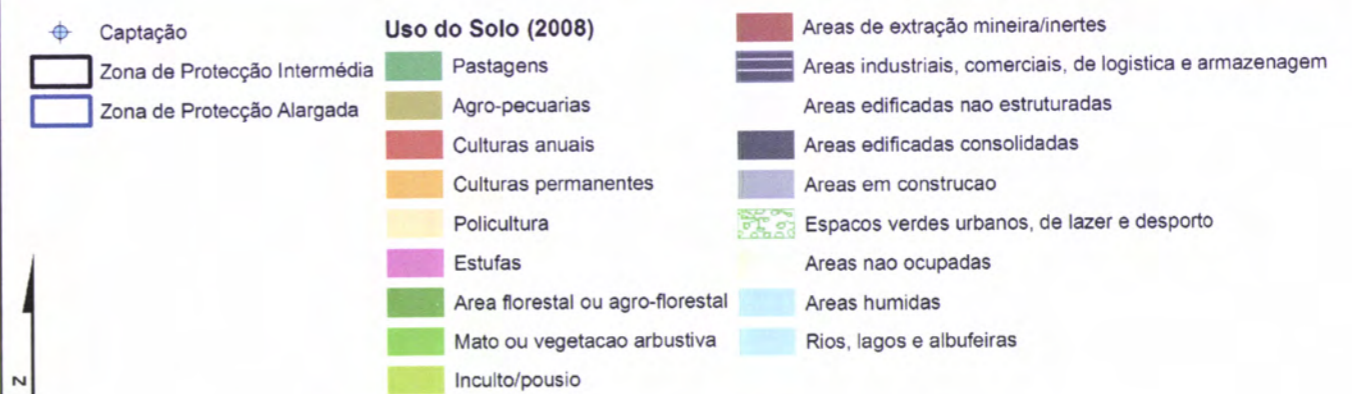 Captação
Zona de Protecção Intermédia
Zona de Protecção Alargada
Uso do Solo (2008)
Pastagens
Agro-pecuarias
Culturas anuais
Culturas permanentes
Policultura
Estufas
Area florestal ou agro-florestal
Mato ou vegetacao arbustiva
Inculto/pousio
Areas de extração mineira/inertes
Areas industriais, comerciais, de logistica e armazenagem
Areas edificadas nao estruturadas
Areas edificadas consolidadas
Areas em construcao
Espacos verdes urbanos, de lazer e desporto
Areas nao ocupadas
Areas humidas
Rios, lagos e albufeiras
N